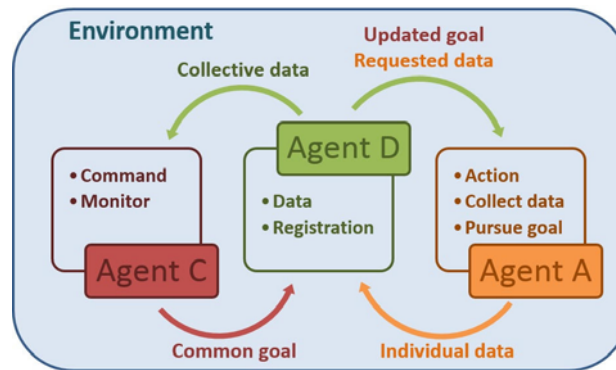 Environment
Updated goal
Collective data
Requested data
Agent D
• Command
• Monitor
• Data
• Registration
• Action
• Collect data
• Pursue goal
Agent C
Agent A
Common goal
Individual data